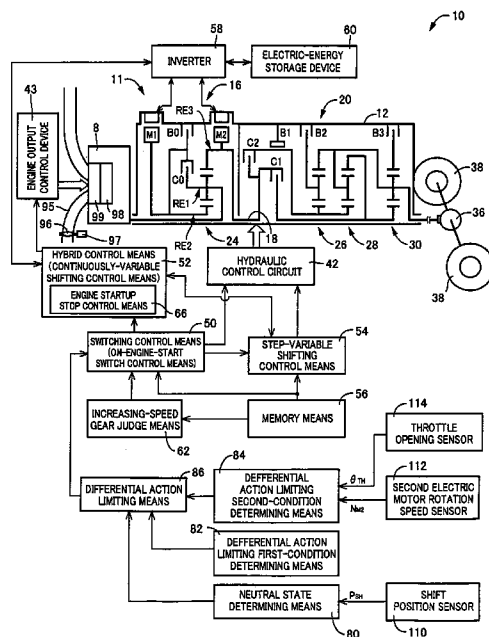 10
58
INVERTER
60
ELECTRIC-ENERGY
STORAGE DEVICE
11
16
43
ENGINE OUTPUT
CONTROL DEVICE
8
RE3
20
12
M1
B0
M2
B1
B2
B3
C2
C1
C0
RE1
38
95
99
98
36
96
97
RE2
24
18
26
28
30
38
HYBRID CONTROL MEANS
(CONTINUOUSLY-VARIABLE
SHIFTING CONTROL MEANS)
52
HYDRAULIC
CONTROL CIRCUIT
42
ENGINE STARTUP
STOP CONTROL MEANS
66
50
SWITCHING CONTROL MEANS
(ON-ENGINE-START
SWITCH CONTROL MEANS)
54
STEP-VARIABLE
SHIFTING
CONTROL MEANS
56
INCREASING-SPEED
GEAR JUDGE MEANS
62
MEMORY MEANS
114
THROTTLE
OPENING SENSOR
84
86
DEFFERENTIAL
ACTION LIMITING
SECOND-CONDITION
DETERMINING MEANS
θTH
112
SECOND ELECTRIC
MOTOR ROTATION
SPEED SENSOR
NM2
DIFFERENTIAL ACTION
LIMITING MEANS
82
DEFFERENTIAL ACTION
LIMITING FIRST-CONDITION
DETERMINING MEANS
NEUTRAL STATE
DETERMINING MEANS
80
PSH
SHIFT
POSITION SENSOR
110